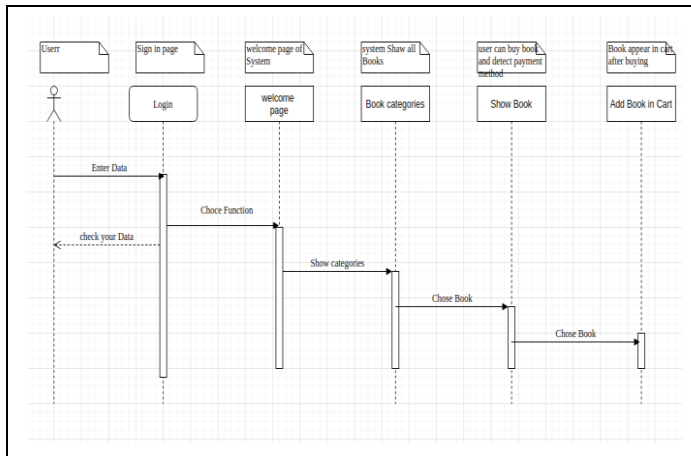 Userr
Sign in page
welcome page of
System
system Shaw all
Books
user can buy book
and detect payment
method
Book appear in cart
after buying
Login
welcome
page
Book categories
Show Book
Add Book in Cart
Enter Data
Choce Function
check your Data
Show categories
Chose Book
Chose Book